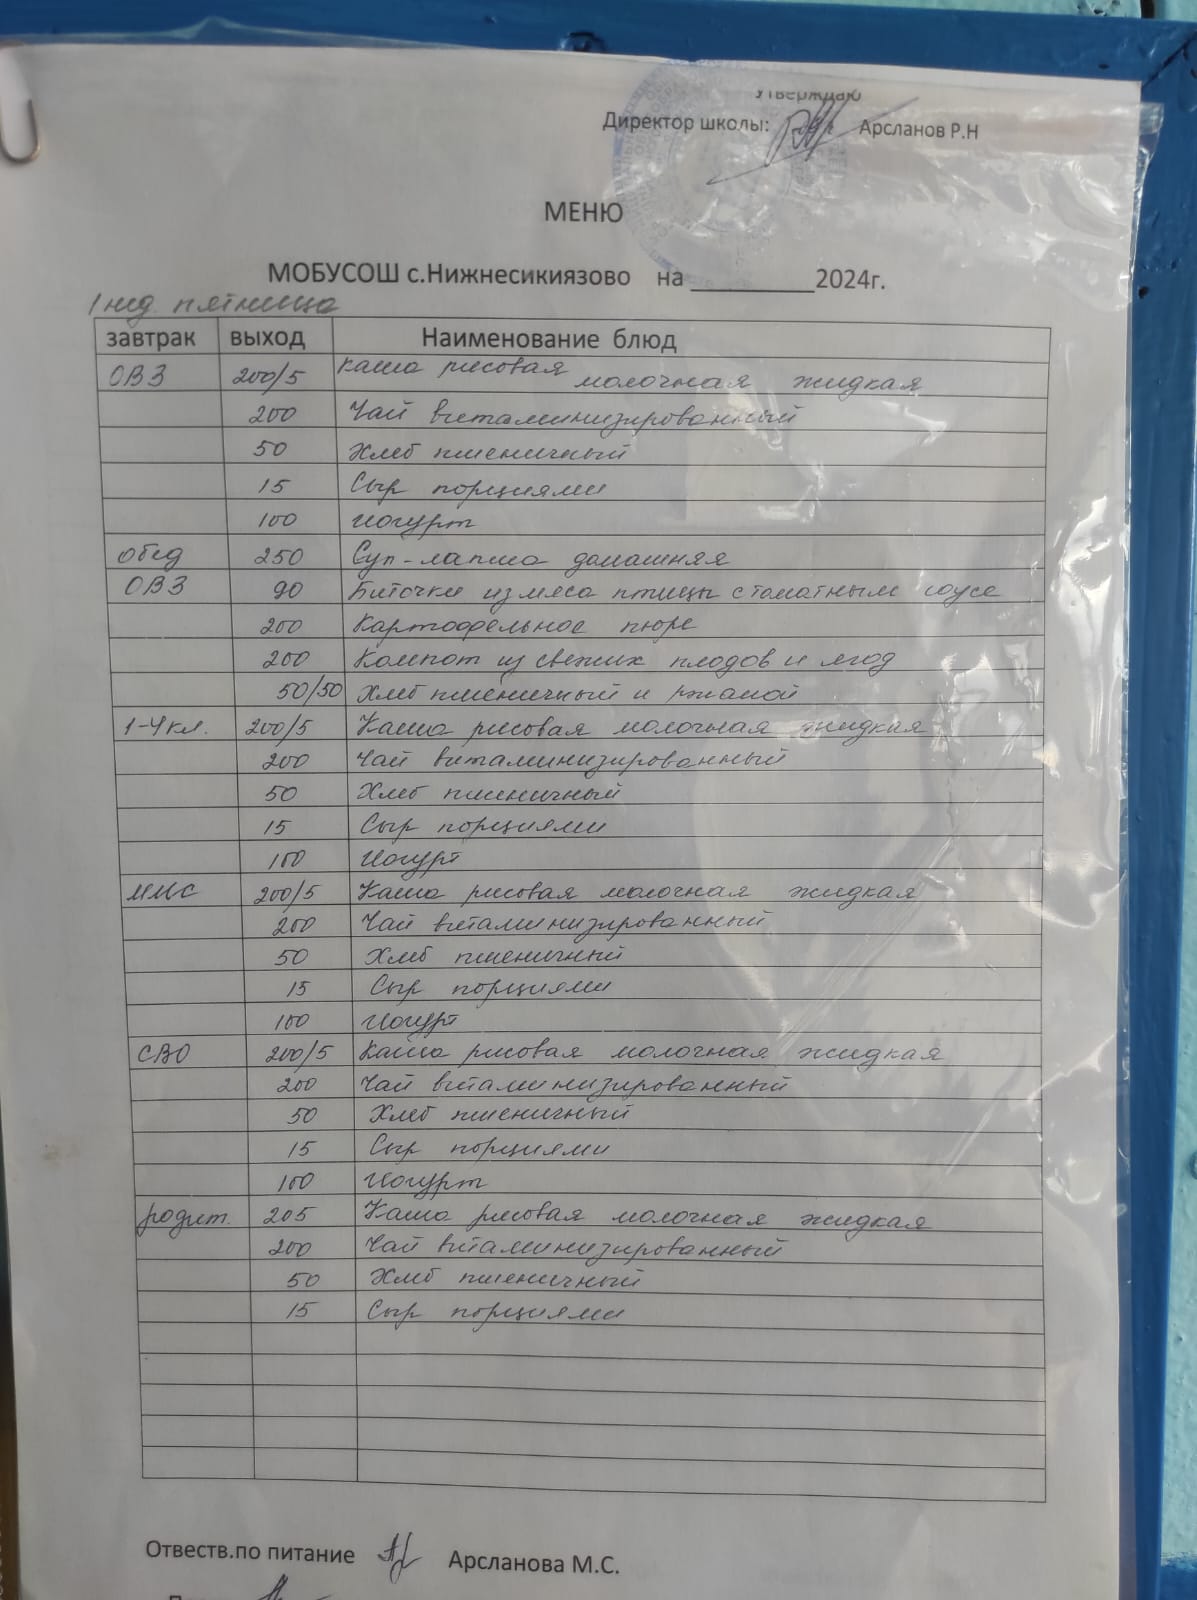 Утверждаю
Директор школы: Арсланов Р.Н
МЕНЮ
МОБУСОШ с.Нижнесикиязово на __________2024г.
1 нед. пятница
завтрак выход Наименование блюд
ОВЗ 200/5 Каша рисовая молочная жидкая
200 Чай витаминизированный
50 Хлеб пшеничный
15 Сыр порциями
100 Йогурт
обед 250 Суп-лапша домашняя
ОВЗ 90 Биточки из мяса птицы с томатным соусе
200 Картофельное пюре
200 Компот из свежих плодов и ягод
50/50 Хлеб пшеничный и ржаной
1-4 кл. 200/5 Каша рисовая молочная жидкая
200 Чай витаминизированный
50 Хлеб пшеничный
15 Сыр порциями
100 Йогурт
ММС 200/5 Каша рисовая молочная жидкая
200 Чай витаминизированный
50 Хлеб пшеничный
15 Сыр порциями
100 Йогурт
СВО 200/5 Каша рисовая молочная жидкая
200 Чай витаминизированный
50 Хлеб пшеничный
15 Сыр порциями
100 Йогурт
родит. 205 Каша рисовая молочная жидкая
200 Чай витаминизированный
50 Хлеб пшеничный
15 Сыр порциями
Отвеств.по питание Арсланова М.С.